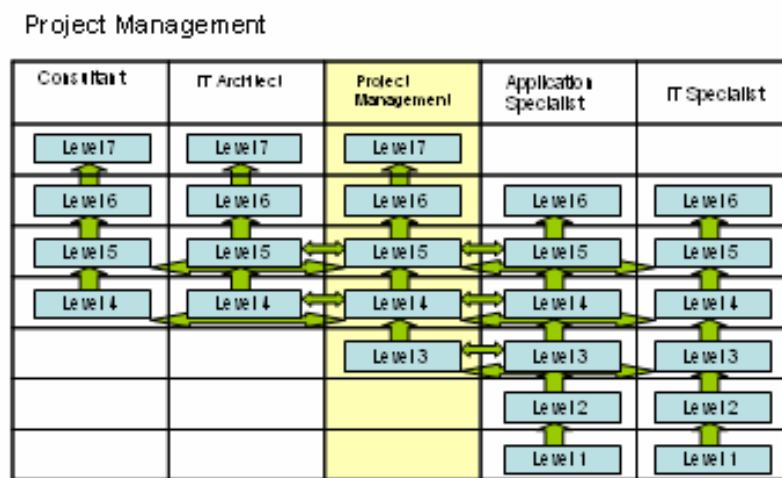 Project Management
Consultant IT Architect Project Management Application Specialist IT Specialist
Level 7 Level 7 Level 7
Level 6 Level 6 Level 6 Level 6 Level 6
Level 5 Level 5 Level 5 Level 5 Level 5
Level 4 Level 4 Level 4 Level 4 Level 4
Level 3 Level 3 Level 3
Level 2 Level 2
Level 1 Level 1